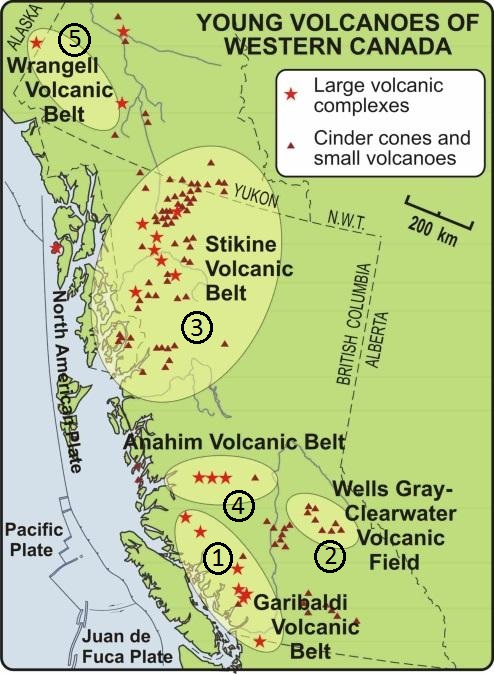 YOUNG VOLCANOES OF
WESTERN CANADA
ALASKA
5
Wrangell
Volcanic
Belt
Large volcanic
complexes
Cinder cones and
small volcanoes
YUKON
N.W.T.
200 km
Stikine
Volcanic
Belt
3
BRITISH COLUMBIA
ALBERTA
North American Plate
Anahim Volcanic Belt
4
Wells Gray-
Clearwater
Volcanic
Field
2
Pacific
Plate
1
Garibaldi
Volcanic
Belt
Juan de
Fuca Plate